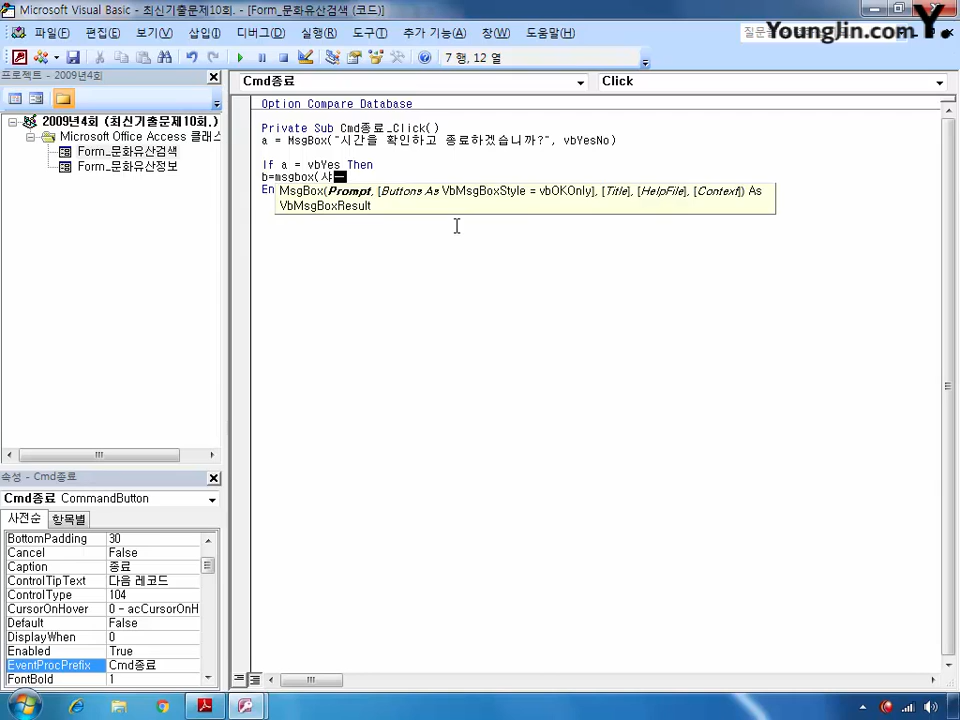 Microsoft Visual Basic - 최신기출문제10회. - [Form_문화유산검색 (코드)]
Younglin.com Y.
파일(F) 편집(E) 보기(V) 삽입(I) 디버그(D) 실행(R) 도구(T) 추가 기능(A) 창(W) 도움말(H)
7 행, 12 열
프로젝트 - 2009년4회
Cmd종료
Click
2009년4회 (최신기출문제10회.)
Microsoft Office Access 클래스
Form_문화유산검색
Form_문화유산정보
Option Compare Database
Private Sub Cmd종료_Click()
a = MsgBox("시간을 확인하고 종료하겠습니까?", vbYesNo)
If a = vbYes Then
b=msgbox(샤ㅡ
En
MsgBox(Prompt, [Buttons As VbMsgBoxStyle = vbOKOnly], [Title], [HelpFile], [Context]) As
VbMsgBoxResult
속성 - Cmd종료
Cmd종료 CommandButton
사전순 항목별
BottomPadding 30
Cancel False
Caption 종료
ControlTipText 다음 레코드
ControlType 104
CursorOnHover 0 - acCursorOnH
Default False
DisplayWhen 0
Enabled True
EventProcPrefix Cmd종료
FontBold 1